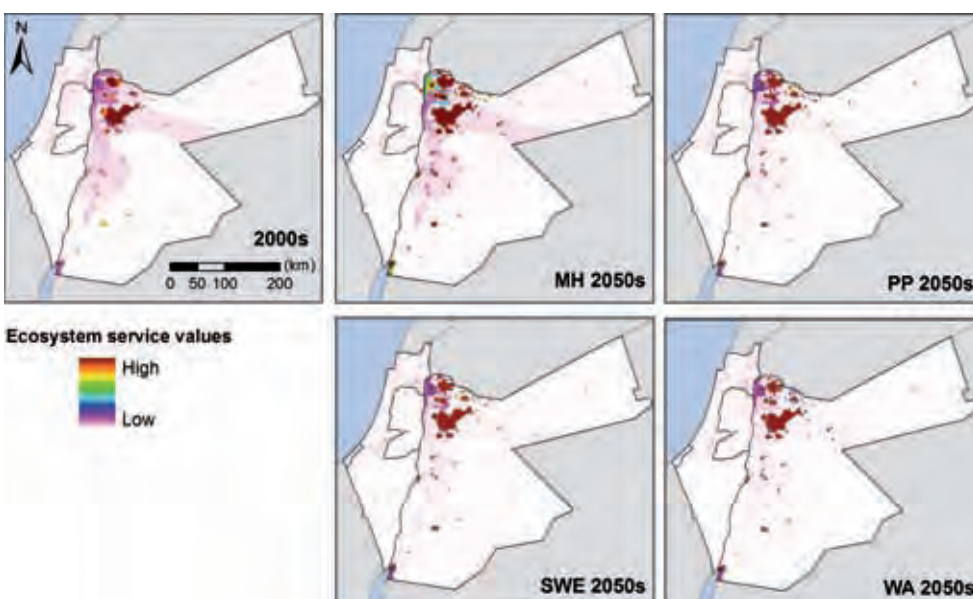 N
2000s
(km)
0 50 100 200
MH 2050s
PP 2050s
Ecosystem service values
High
Low
SWE 2050s
WA 2050s